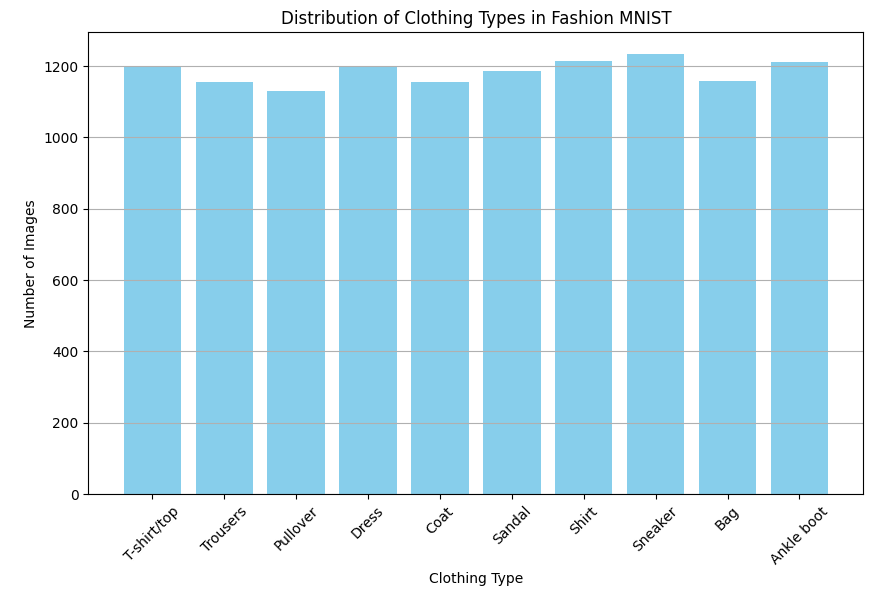 Distribution of Clothing Types in Fashion MNIST
Number of Images
1200
1000
800
600
400
200
0
T-shirt/top
Trousers
Pullover
Dress
Coat
Sandal
Shirt
Sneaker
Bag
Ankle boot
Clothing Type